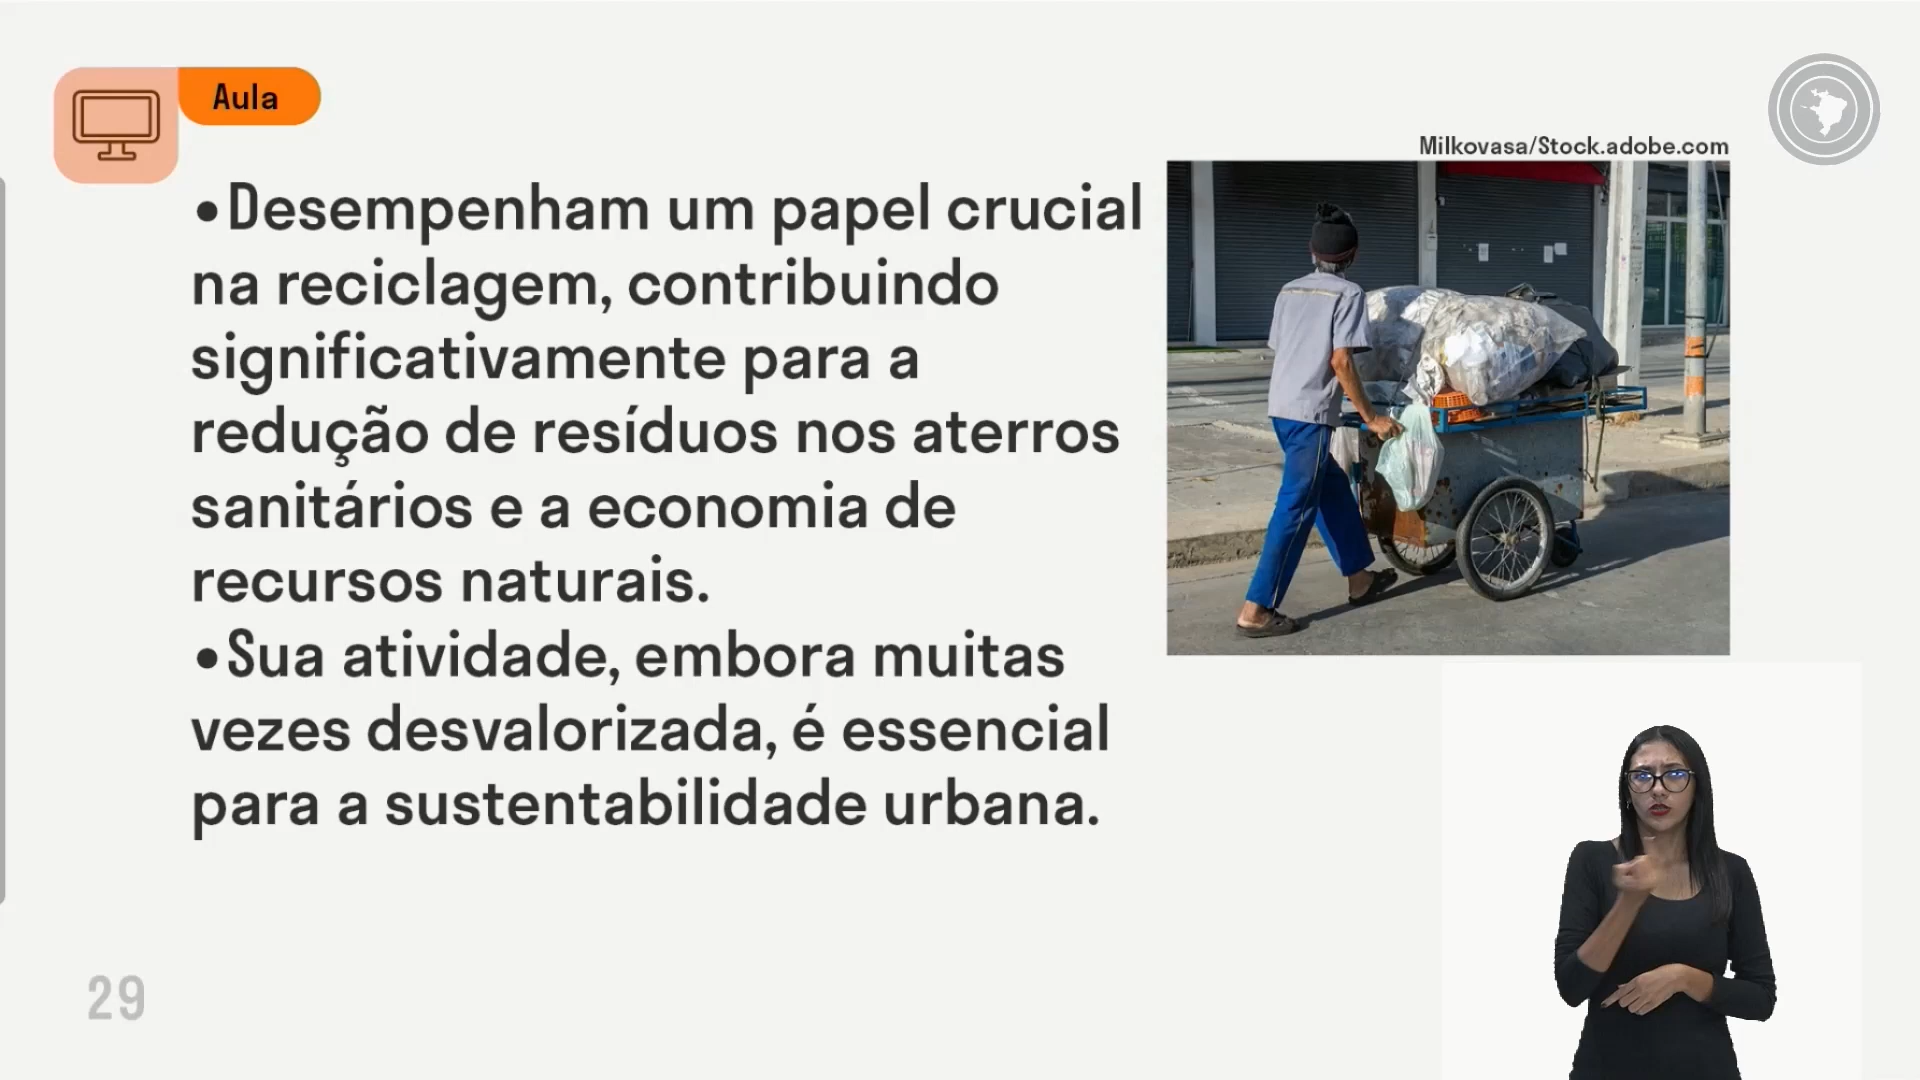 Aula
Milkovasa/Stock.adobe.com
•Desempenham um papel crucial
na reciclagem, contribuindo
significativamente para a
redução de resíduos nos aterros
sanitários e a economia de
recursos naturais.
•Sua atividade, embora muitas
vezes desvalorizada, é essencial
para a sustentabilidade urbana.
29